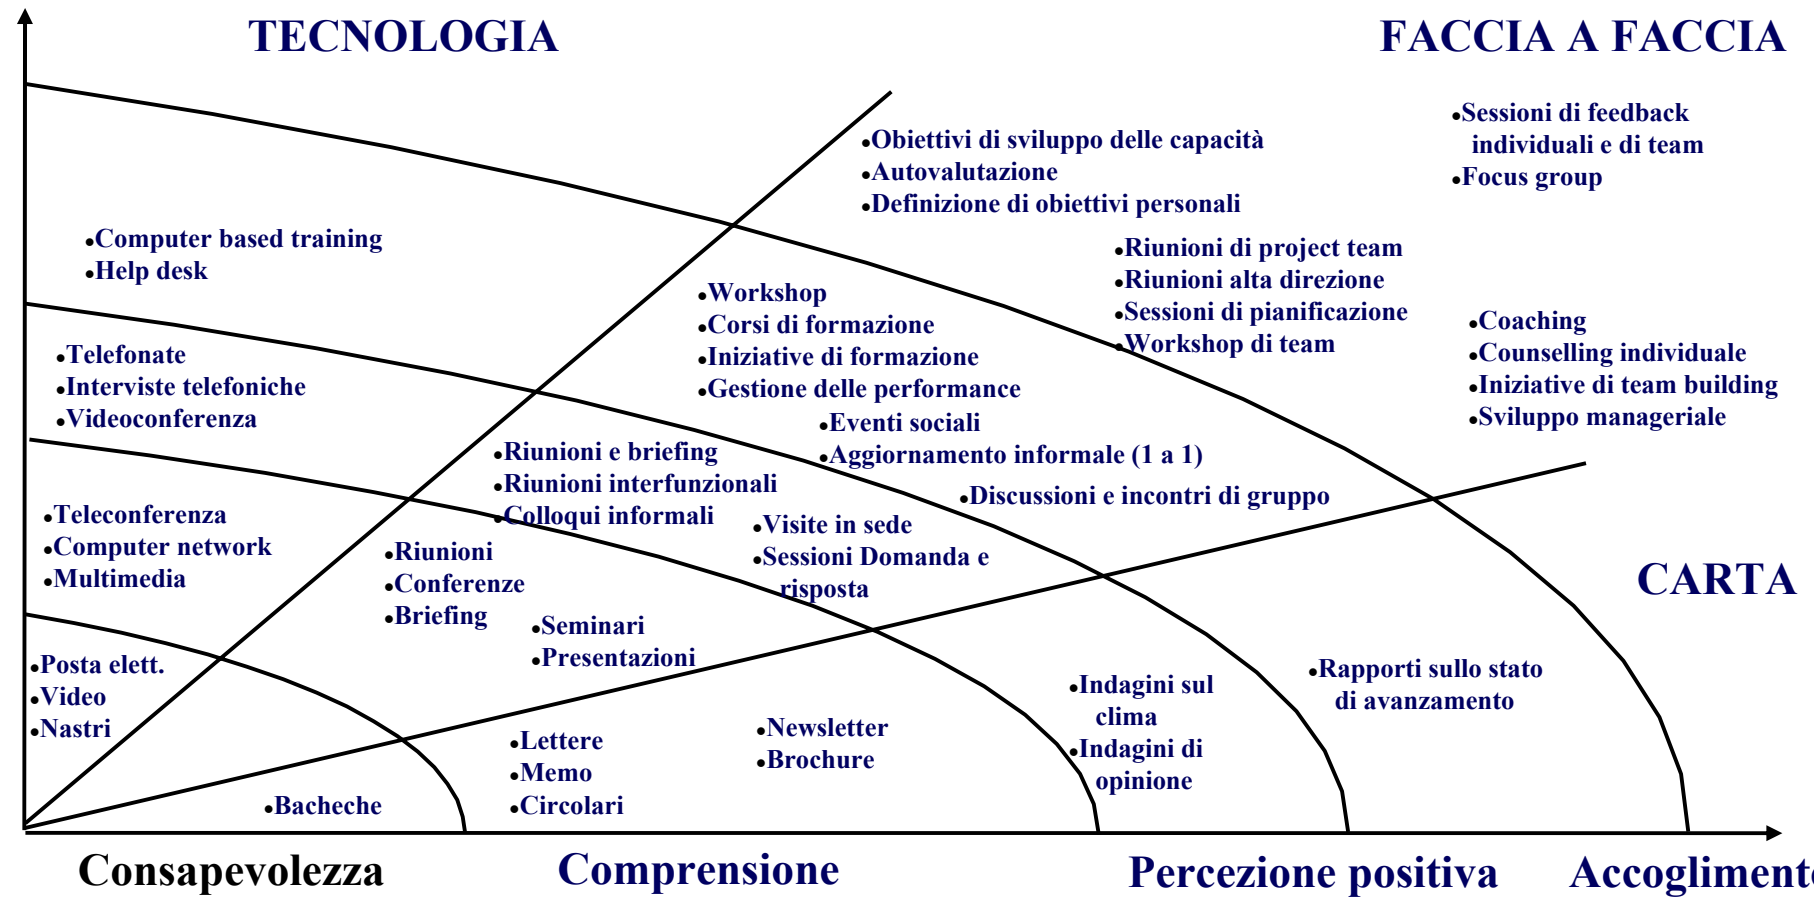 TECNOLOGIA
FACCIA A FACCIA
•Sessioni di feedback
individuali e di team
•Focus group
•Obiettivi di sviluppo delle capacità
•Autovalutazione
•Definizione di obiettivi personali
•Computer based training
•Help desk
•Riunioni di project team
•Riunioni alta direzione
•Sessioni di pianificazione
•Workshop di team
•Workshop
•Corsi di formazione
•Iniziative di formazione
•Gestione delle performance
•Coaching
•Counselling individuale
•Iniziative di team building
•Sviluppo manageriale
•Telefonate
•Interviste telefoniche
•Videoconferenza
•Eventi sociali
•Aggiornamento informale (1 a 1)
•Riunioni e briefing
•Riunioni interfunzionali
•Colloqui informali
•Discussioni e incontri di gruppo
•Teleconferenza
•Computer network
•Multimedia
•Visite in sede
•Sessioni Domanda e
risposta
•Riunioni
•Conferenze
•Briefing
CARTA
•Seminari
•Presentazioni
•Posta elett.
•Video
•Nastri
•Rapporti sullo stato
di avanzamento
•Indagini sul
clima
•Indagini di
opinione
•Newsletter
•Brochure
•Lettere
•Memo
•Circolari
•Bacheche
Consapevolezza
Comprensione
Percezione positiva
Accoglimento